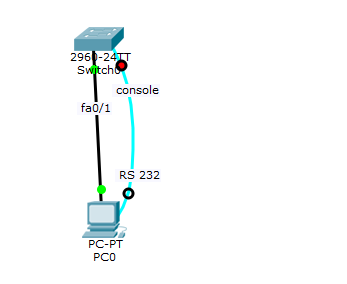 2960-24TT
Switch0
console
fa0/1
RS 232
PC-PT
PC0